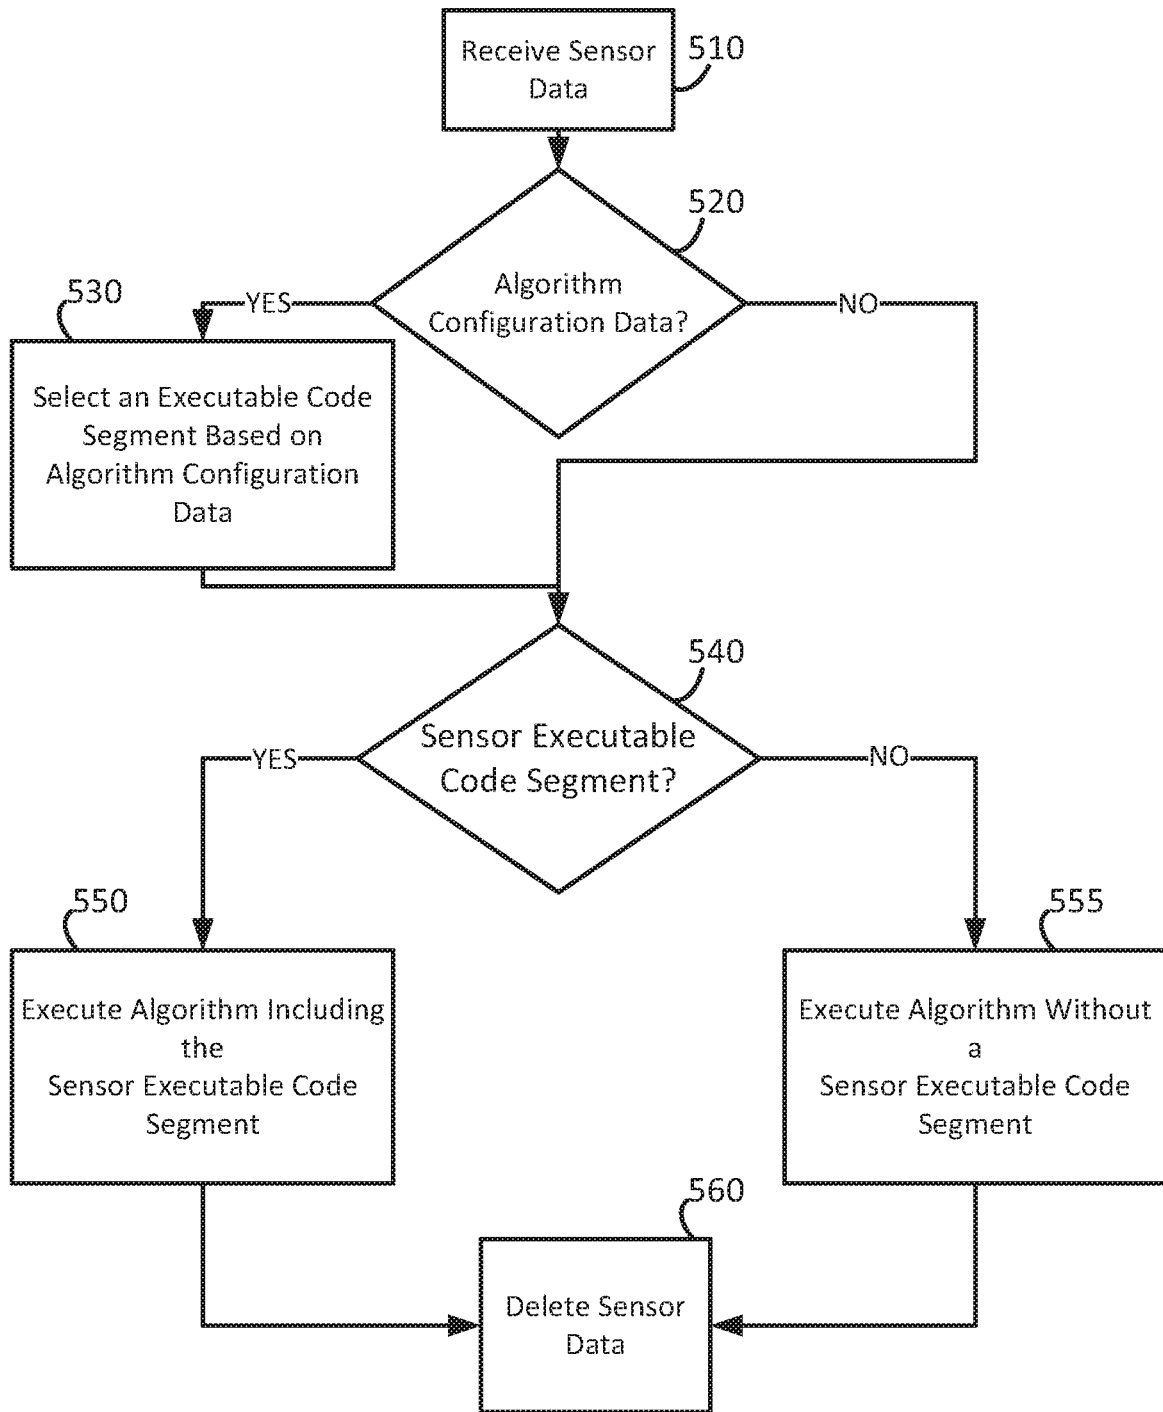 Receive Sensor
Data
510
520
Algorithm
Configuration Data?
YES
NO
530
Select an Executable Code
Segment Based on
Algorithm Configuration
Data
540
Sensor Executable
Code Segment?
YES
NO
550
Execute Algorithm Including
the
Sensor Executable Code
Segment
555
Execute Algorithm Without
a
Sensor Executable Code
Segment
560
Delete Sensor
Data